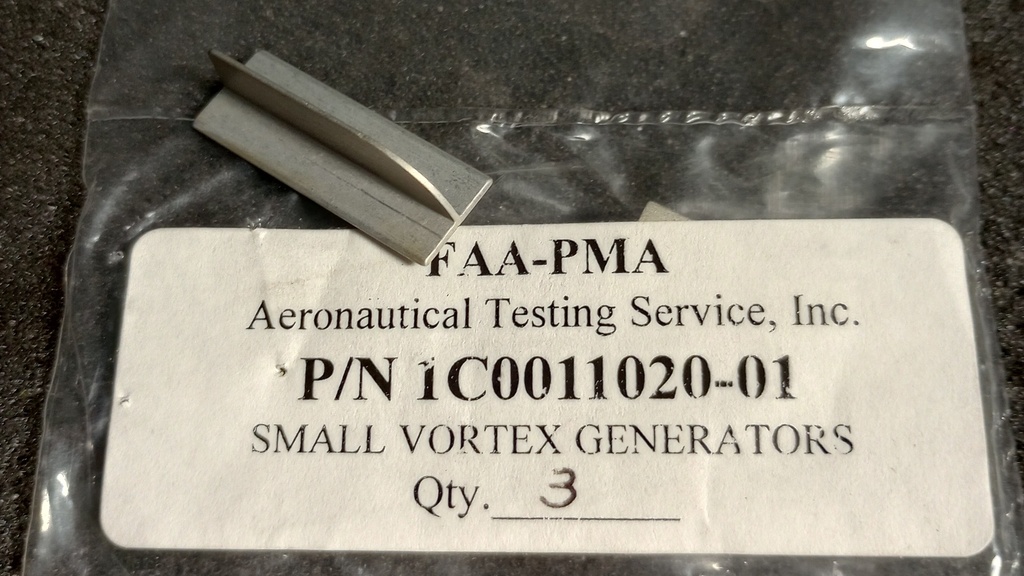 FAA-PMA
Aeronautical Testing Service, Inc.
P/N 1C0011020-01
SMALL VORTEX GENERATORS
Qty. 3